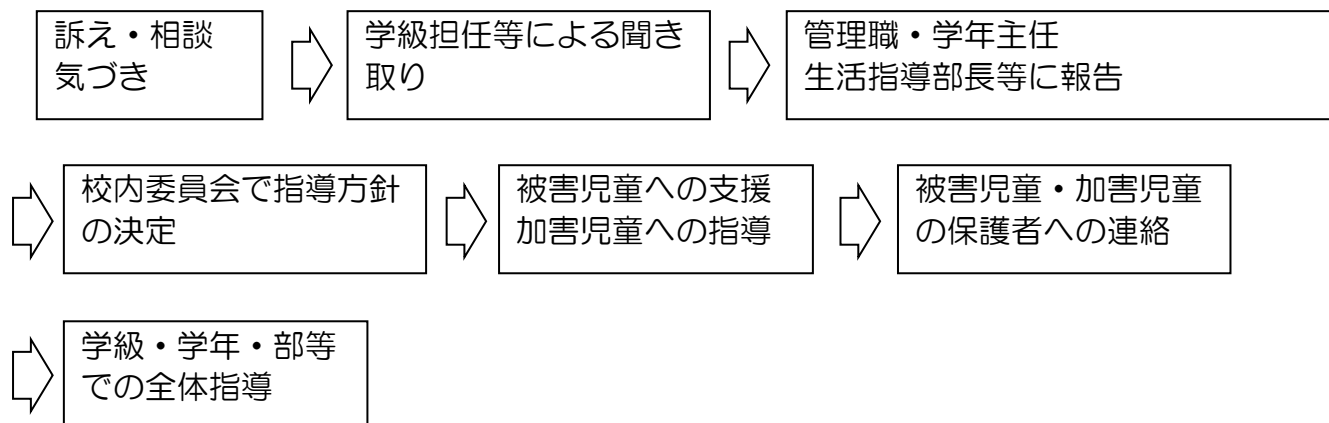 訴え・相談
気づき
学級担任等による聞き
取り
管理職・学年主任
生活指導部長等に報告
校内委員会で指導方針
の決定
被害児童への支援
加害児童への指導
被害児童・加害児童
の保護者への連絡
学級・学年・部等
での全体指導